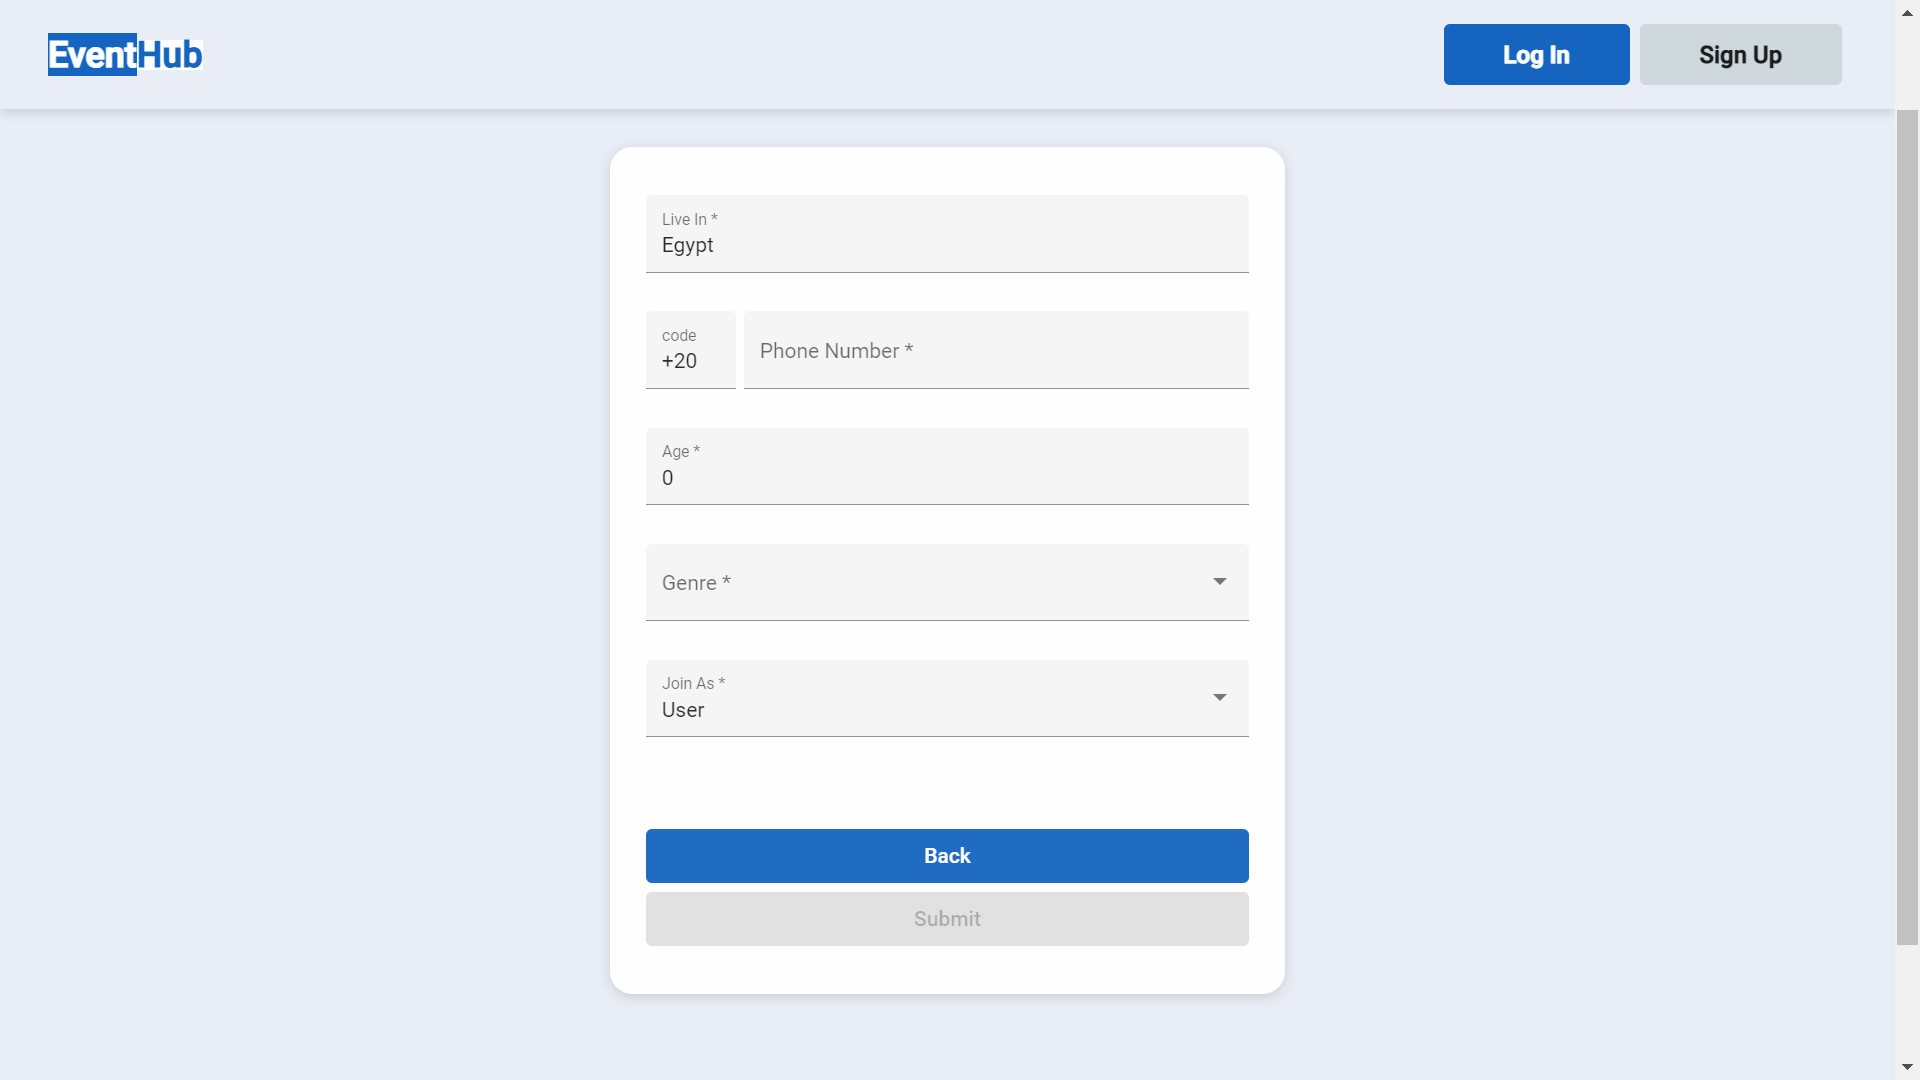 EventHub
Log In
Sign Up
Live In *
Egypt
code
+20
Phone Number *
Age *
0
Genre *
Join As *
User
Back
Submit